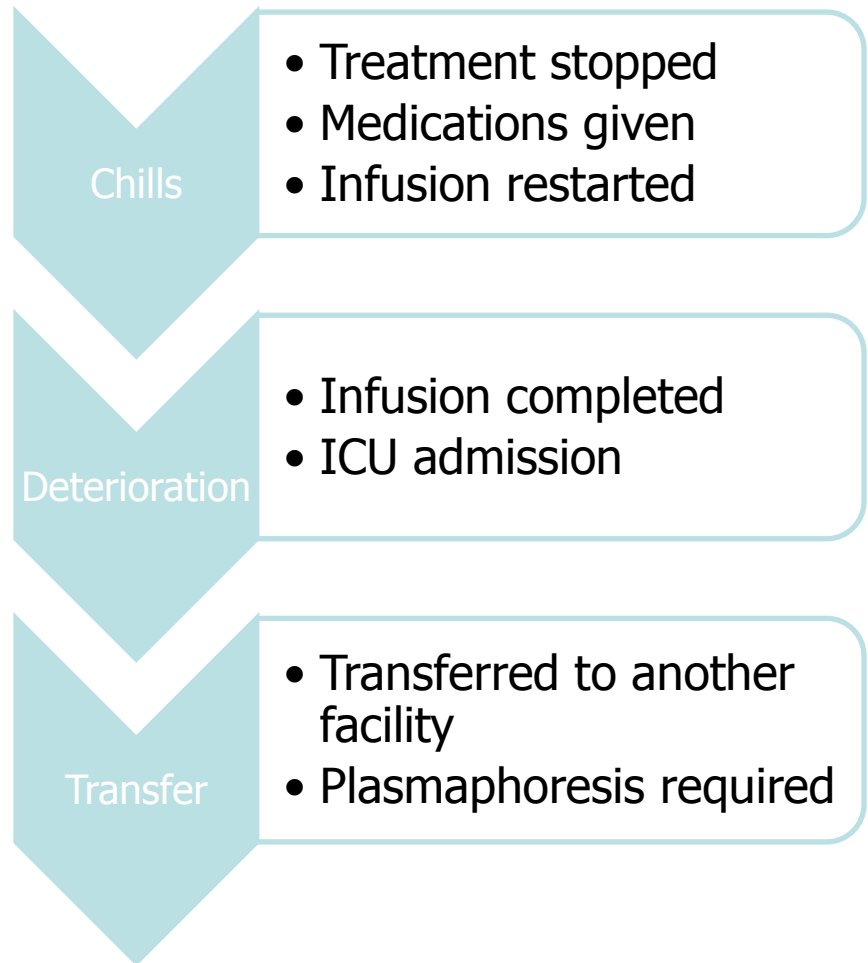 Chills
• Treatment stopped
• Medications given
• Infusion restarted
Deterioration
• Infusion completed
• ICU admission
Transfer
• Transferred to another
facility
• Plasmaphoresis required